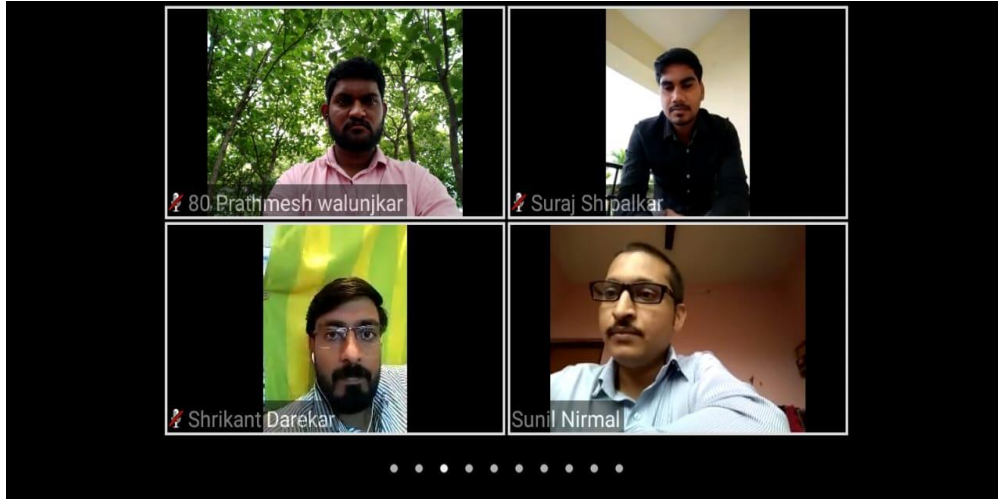 80 Prathmesh walunjkar
Suraj Shipalkar
Shrikant Darekar
Sunil Nirmal